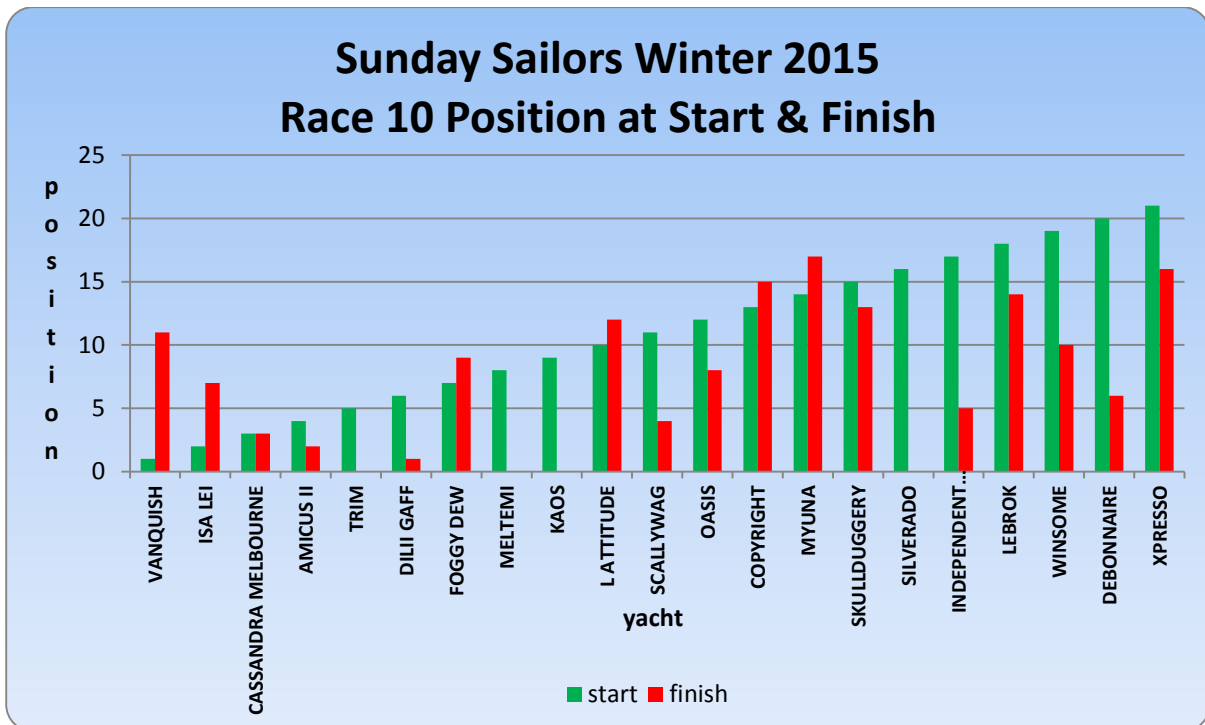 Sunday Sailors Winter 2015
Race 10 Position at Start & Finish
position
25
20
15
10
5
0
VANQUISH
ISA LEI
CASSANDRA MELBOURNE
AMICUS II
TRIM
DILII GAFF
FOGGY DEW
MELTEMI
KAOS
LATTITUDE
SCALLYWAG
OASIS
COPYRIGHT
MYUNA
SKULLDUGGERY
SILVERADO
INDEPENDENT...
LEBROK
WINSOME
DEBONNAIRE
XPRESSO
yacht
start
finish